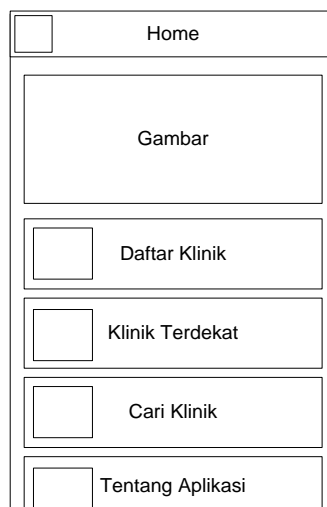 Home
Gambar
Daftar Klinik
Klinik Terdekat
Cari Klinik
Tentang Aplikasi